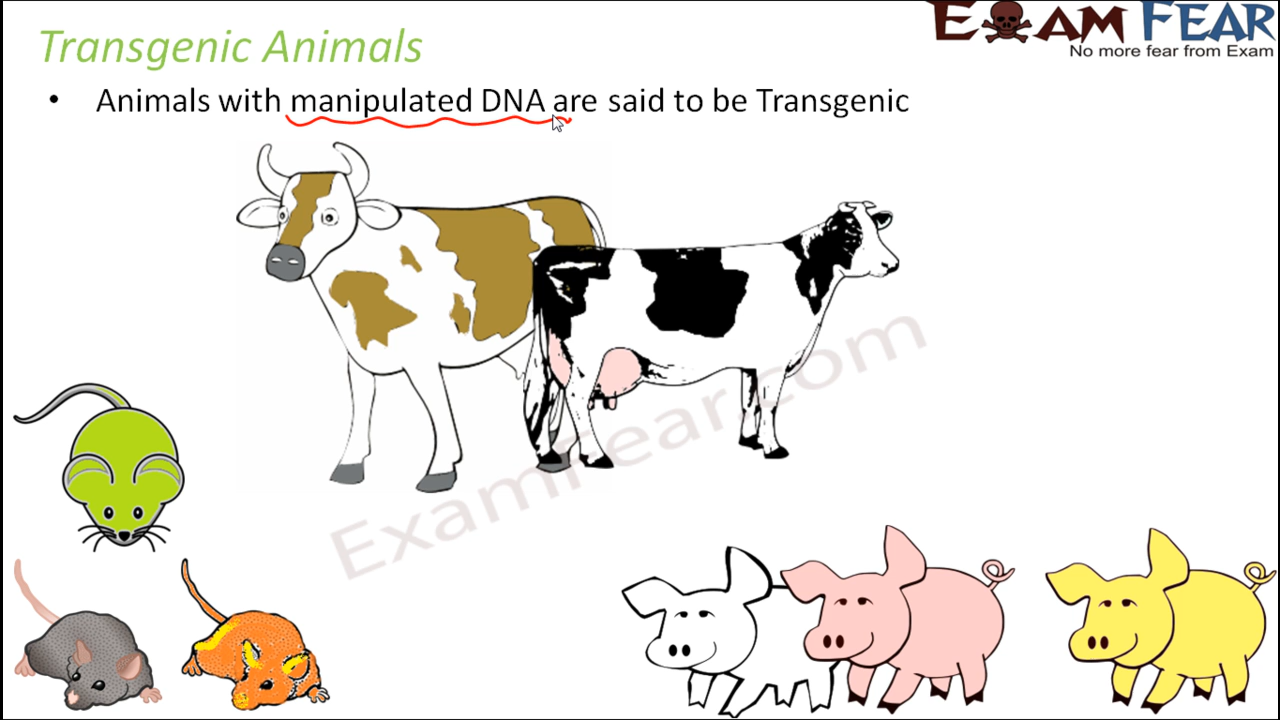 Transgenic Animals
EXAM FEAR
No more fear from Exam
• Animals with manipulated DNA are said to be Transgenic
ExamFear.com